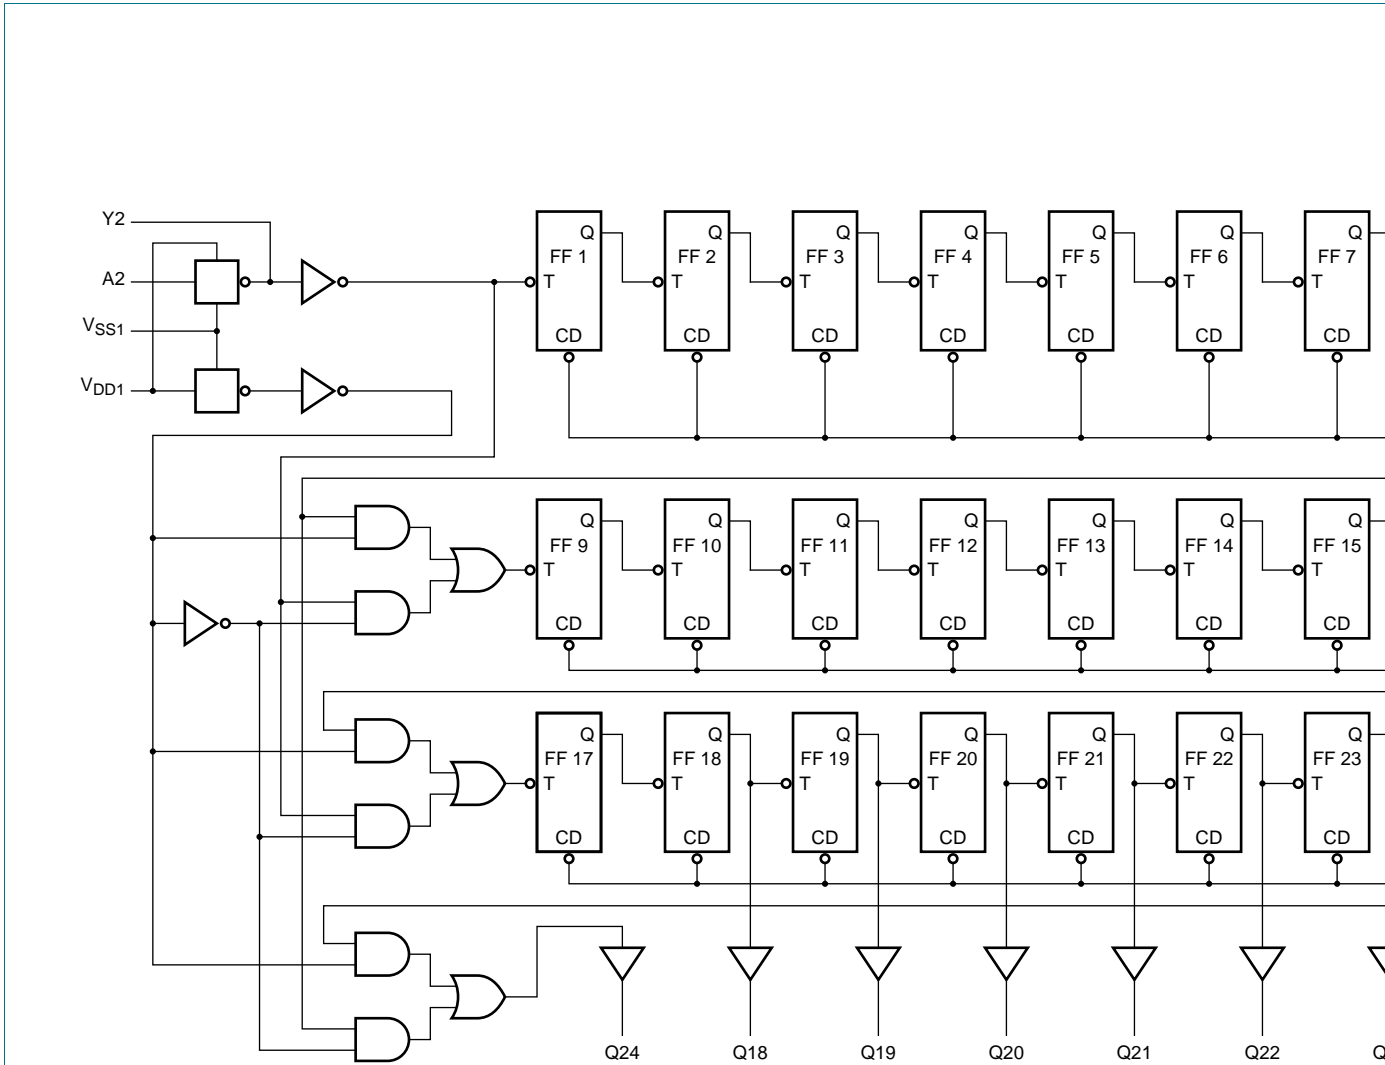 Y2
A2
VSS1
VDD1
Q Q Q Q Q Q Q
FF 1 FF 2 FF 3 FF 4 FF 5 FF 6 FF 7
T T T T T T T
CD CD CD CD CD CD CD
Q Q Q Q Q Q Q
FF 9 FF 10 FF 11 FF 12 FF 13 FF 14 FF 15
T T T T T T T
CD CD CD CD CD CD CD
Q Q Q Q Q Q
FF 17 FF 18 FF 19 FF 20 FF 21 FF 22 FF 23
T T T T T T T
CD CD CD CD CD CD CD
Q24 Q18 Q19 Q20 Q21 Q22